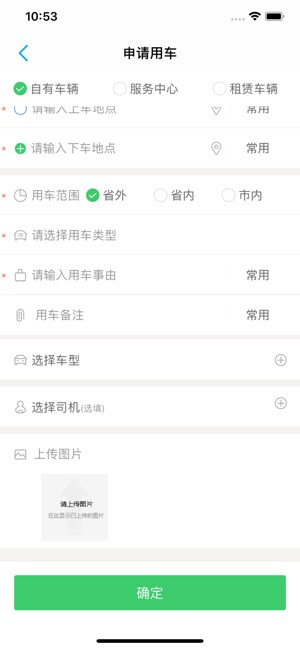 10:53
申请用车
自有车辆 服务中心 租赁车辆
* 请输入上车地点 常用
* 请输入下车地点 常用
* 用车范围 省外 省内 市内
* 请选择用车类型
* 请输入用车事由 常用
用车备注 常用
选择车型
选择司机(选填)
上传图片
请上传图片
在此显示已上传的图片
确定